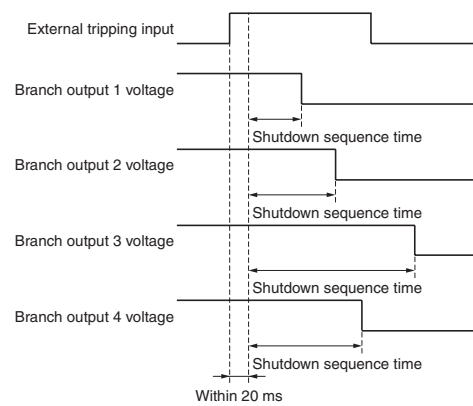 External tripping input
Branch output 1 voltage
Shutdown sequence time
Branch output 2 voltage
Shutdown sequence time
Branch output 3 voltage
Shutdown sequence time
Branch output 4 voltage
Shutdown sequence time
Within 20 ms